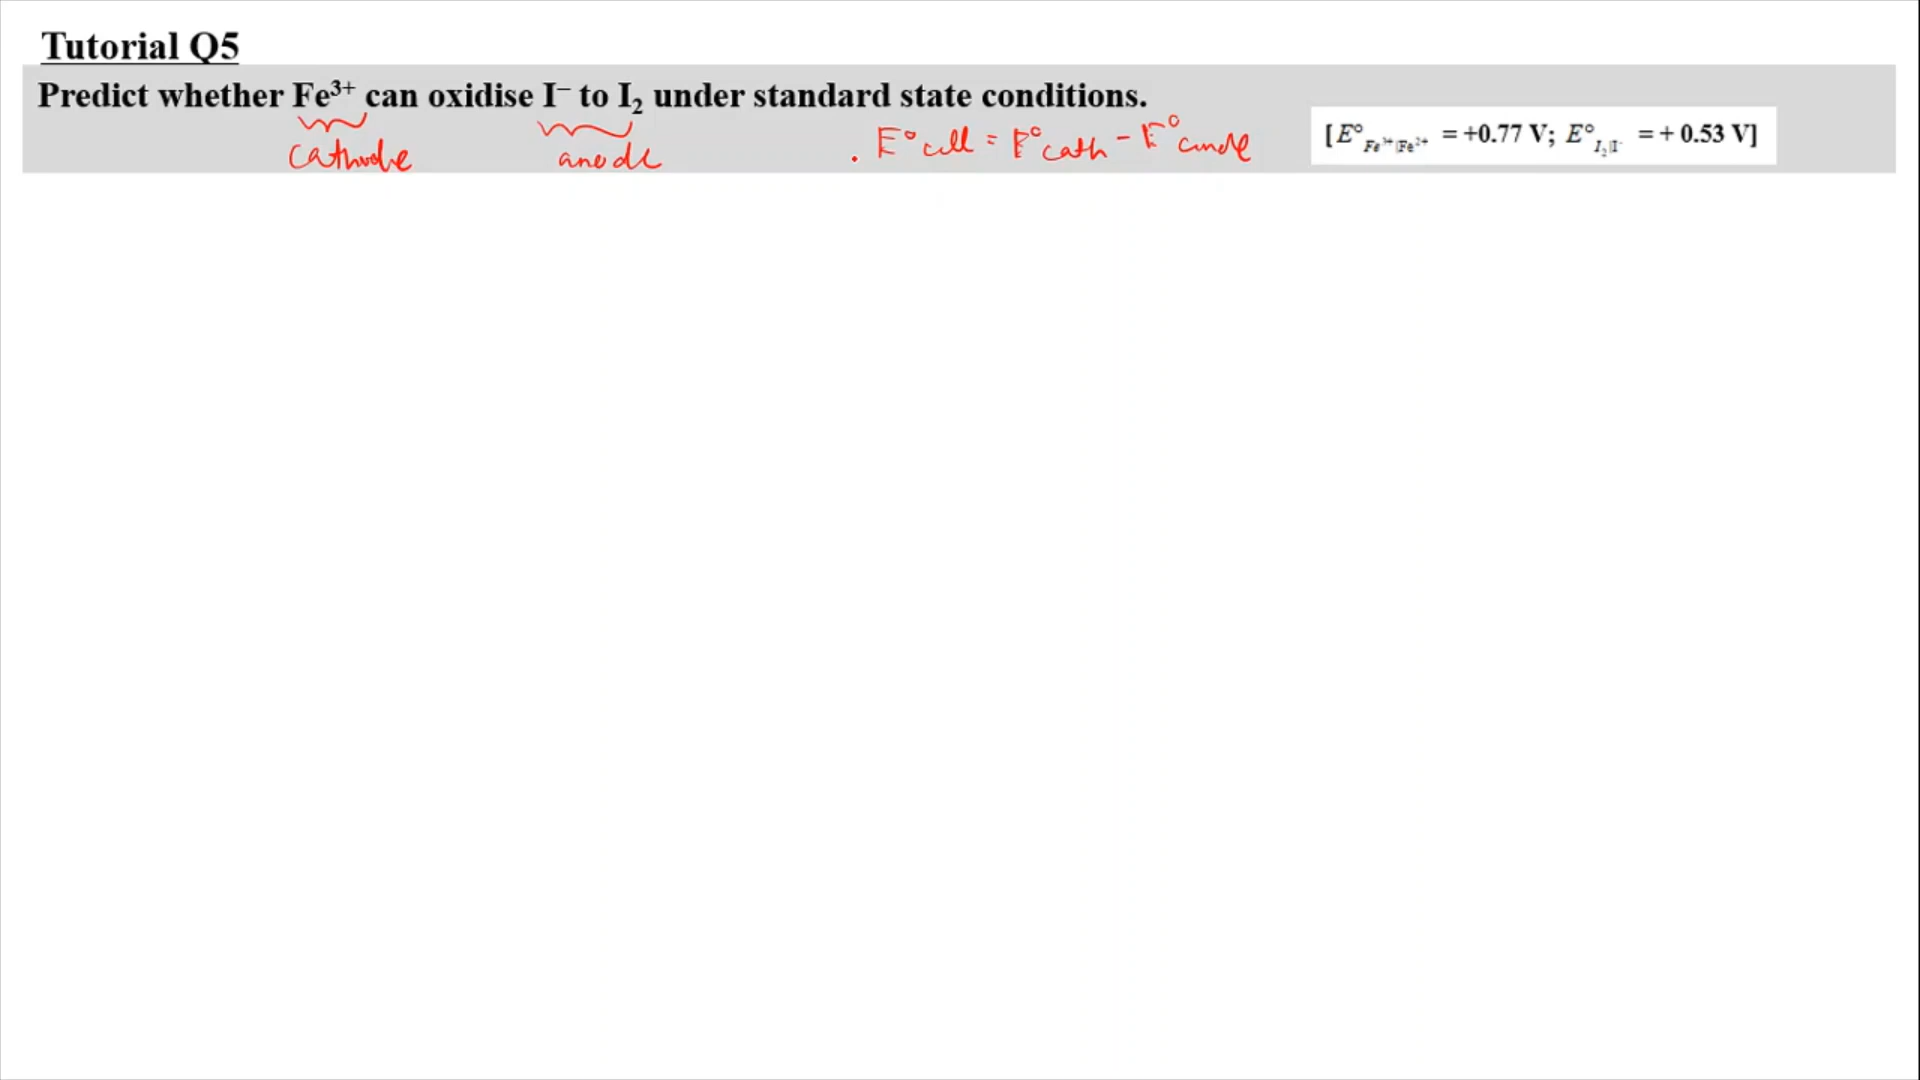 Tutorial Q5
Predict whether Fe³⁺ can oxidise I⁻ to I₂ under standard state conditions.
cathode
anode
. E° cell = E° cath - E° anode
[E° Fe³⁺|Fe²⁺ = +0.77 V; E° I₂|I⁻ = + 0.53 V]